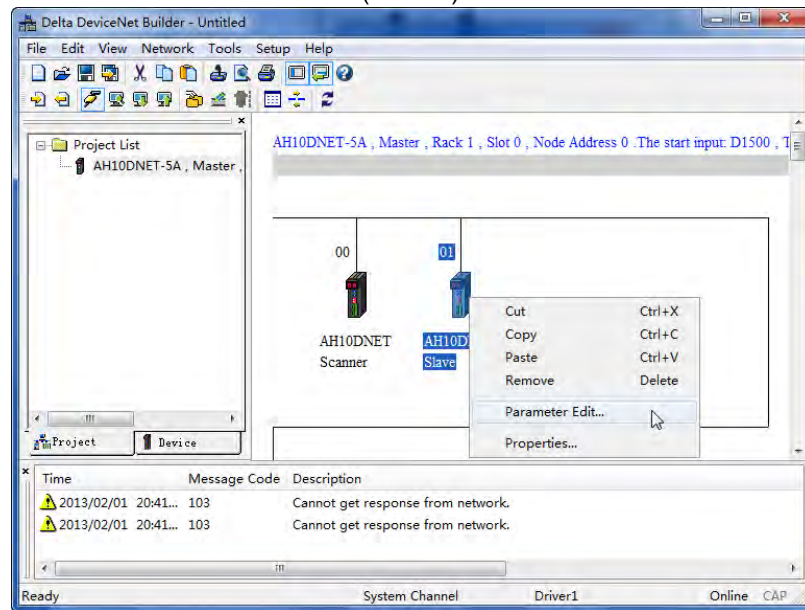 Delta DeviceNet Builder - Untitled
File Edit View Network Tools Setup Help
Project List
AH10DNET-5A , Master ,
AH10DNET-5A , Master , Rack 1 , Slot 0 , Node Address 0 .The start input: D1500 ,
00
01
AH10DNET
Scanner
AH10D
Slave
Cut Ctrl+X
Copy Ctrl+C
Paste Ctrl+V
Remove Delete
Parameter Edit...
Properties...
Project Device
Time Message Code Description
2013/02/01 20:41... 103 Cannot get response from network.
2013/02/01 20:41... 103 Cannot get response from network.
Ready System Channel Driver1 Online CAP